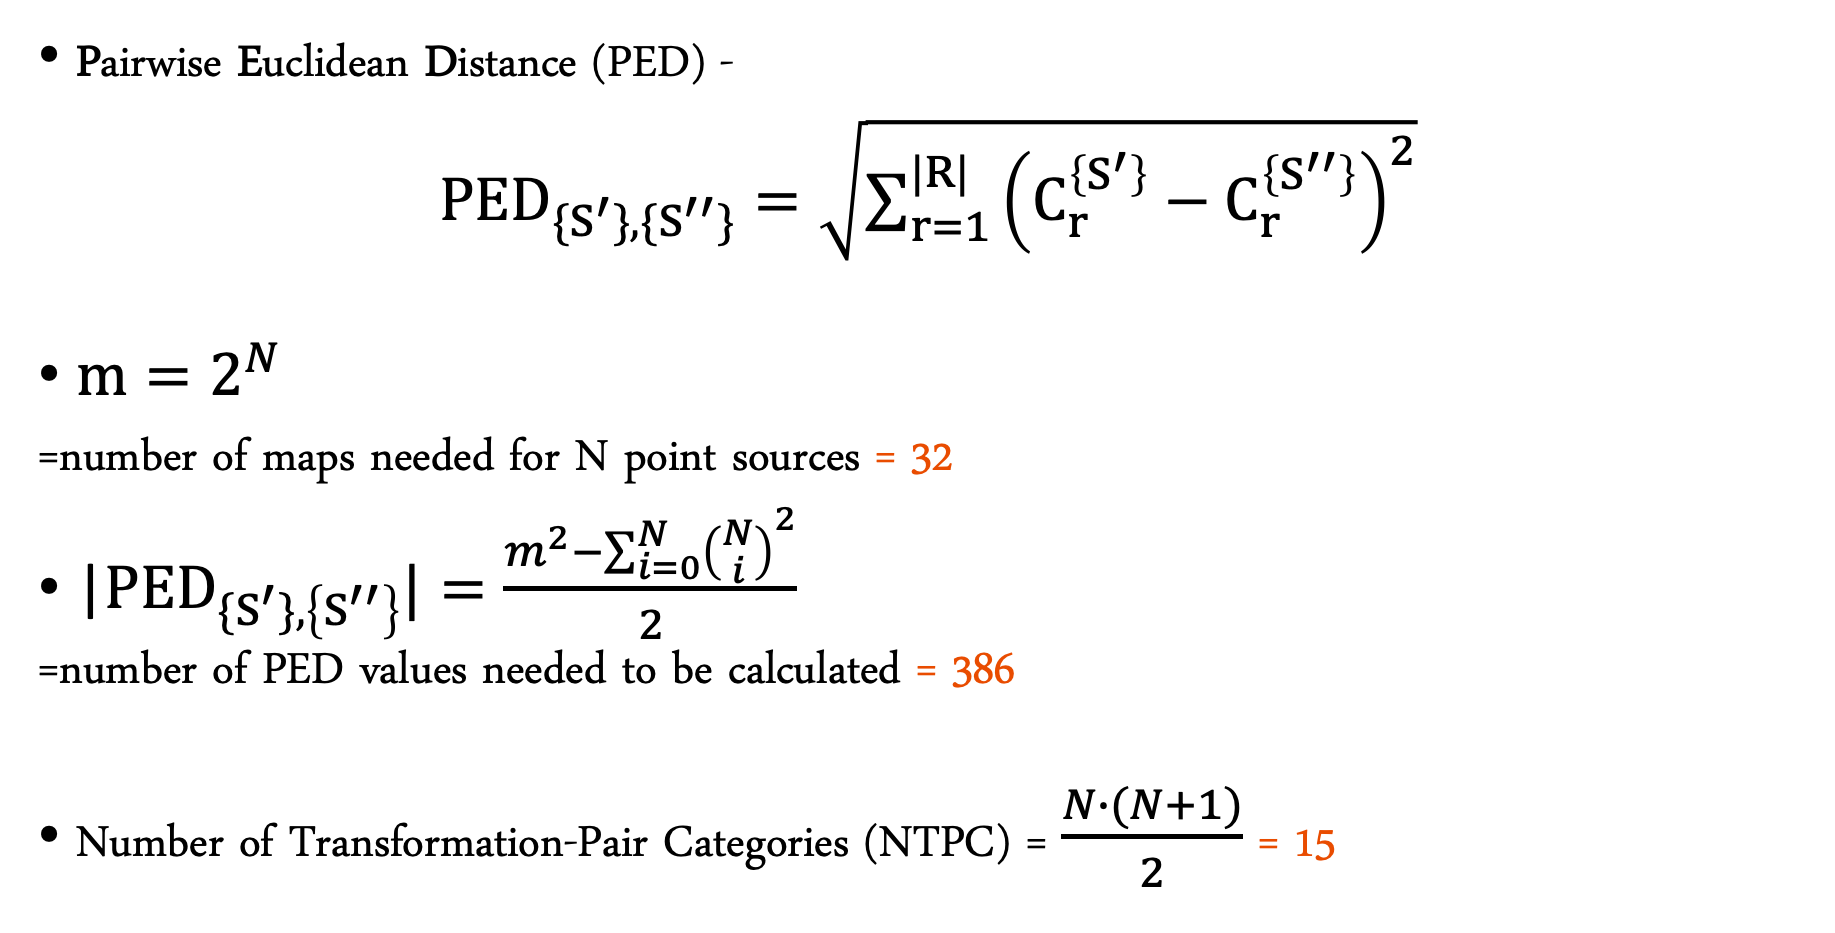 • Pairwise Euclidean Distance (PED) -
PED_{{S′},{S′′}} = √(∑_{r=1}^{|R|} (C_r^{{S′}} − C_r^{{S′′}})^2)
• m = 2^N
=number of maps needed for N point sources = 32
• |PED_{{S′},{S′′}}| = (m^2−∑_{i=0}^{N} (N i)^2)/2
=number of PED values needed to be calculated = 386
• Number of Transformation-Pair Categories (NTPC) = N·(N+1)/2 = 15